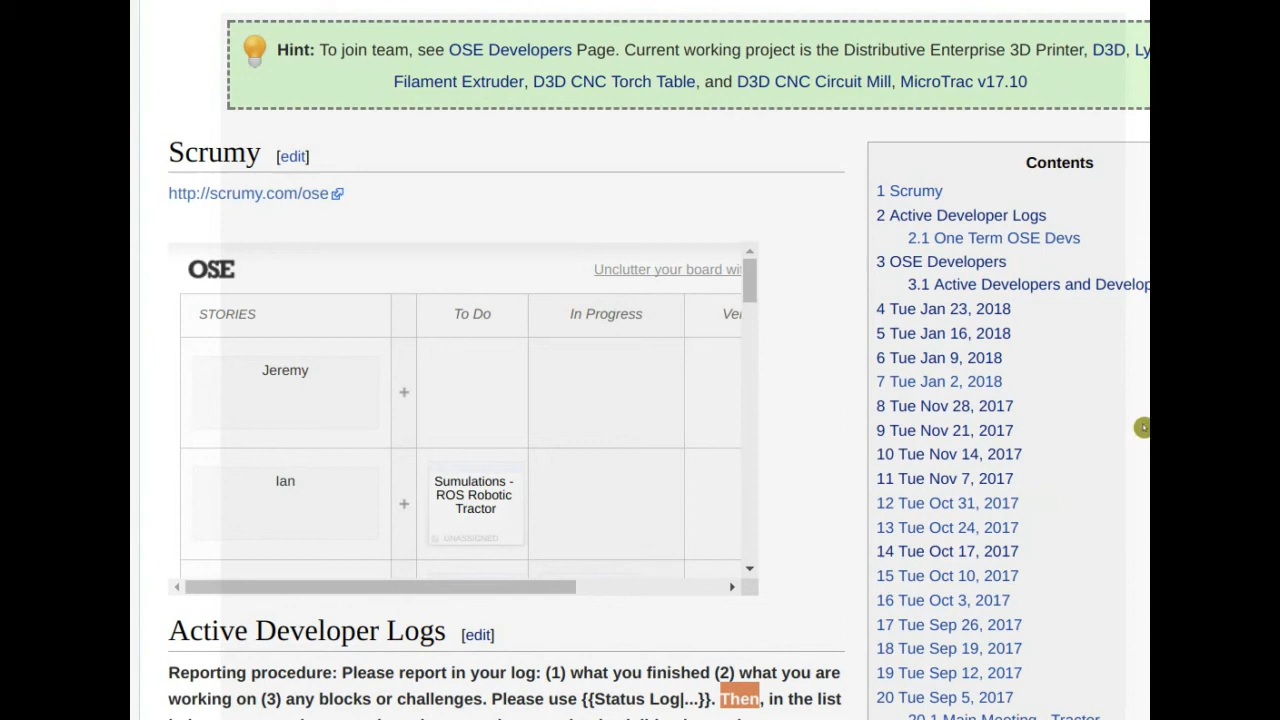 Hint: To join team, see OSE Developers Page. Current working project is the Distributive Enterprise 3D Printer, D3D, Ly
Filament Extruder, D3D CNC Torch Table, and D3D CNC Circuit Mill, MicroTrac v17.10
Scrumy [edit]
http://scrumy.com/ose
OSE
Unclutter your board wi
STORIES
To Do
In Progress
Ver
Jeremy
+
Ian
+
Sumulations -
ROS Robotic
Tractor
UNASSIGNED
Active Developer Logs [edit]
Reporting procedure: Please report in your log: (1) what you finished (2) what you are
working on (3) any blocks or challenges. Please use {{Status Log|...}}. Then, in the list
Contents
1 Scrumy
2 Active Developer Logs
2.1 One Term OSE Devs
3 OSE Developers
3.1 Active Developers and Develop
4 Tue Jan 23, 2018
5 Tue Jan 16, 2018
6 Tue Jan 9, 2018
7 Tue Jan 2, 2018
8 Tue Nov 28, 2017
9 Tue Nov 21, 2017
10 Tue Nov 14, 2017
11 Tue Nov 7, 2017
12 Tue Oct 31, 2017
13 Tue Oct 24, 2017
14 Tue Oct 17, 2017
15 Tue Oct 10, 2017
16 Tue Oct 3, 2017
17 Tue Sep 26, 2017
18 Tue Sep 19, 2017
19 Tue Sep 12, 2017
20 Tue Sep 5, 2017
20.1 Main Meeting - Tractor